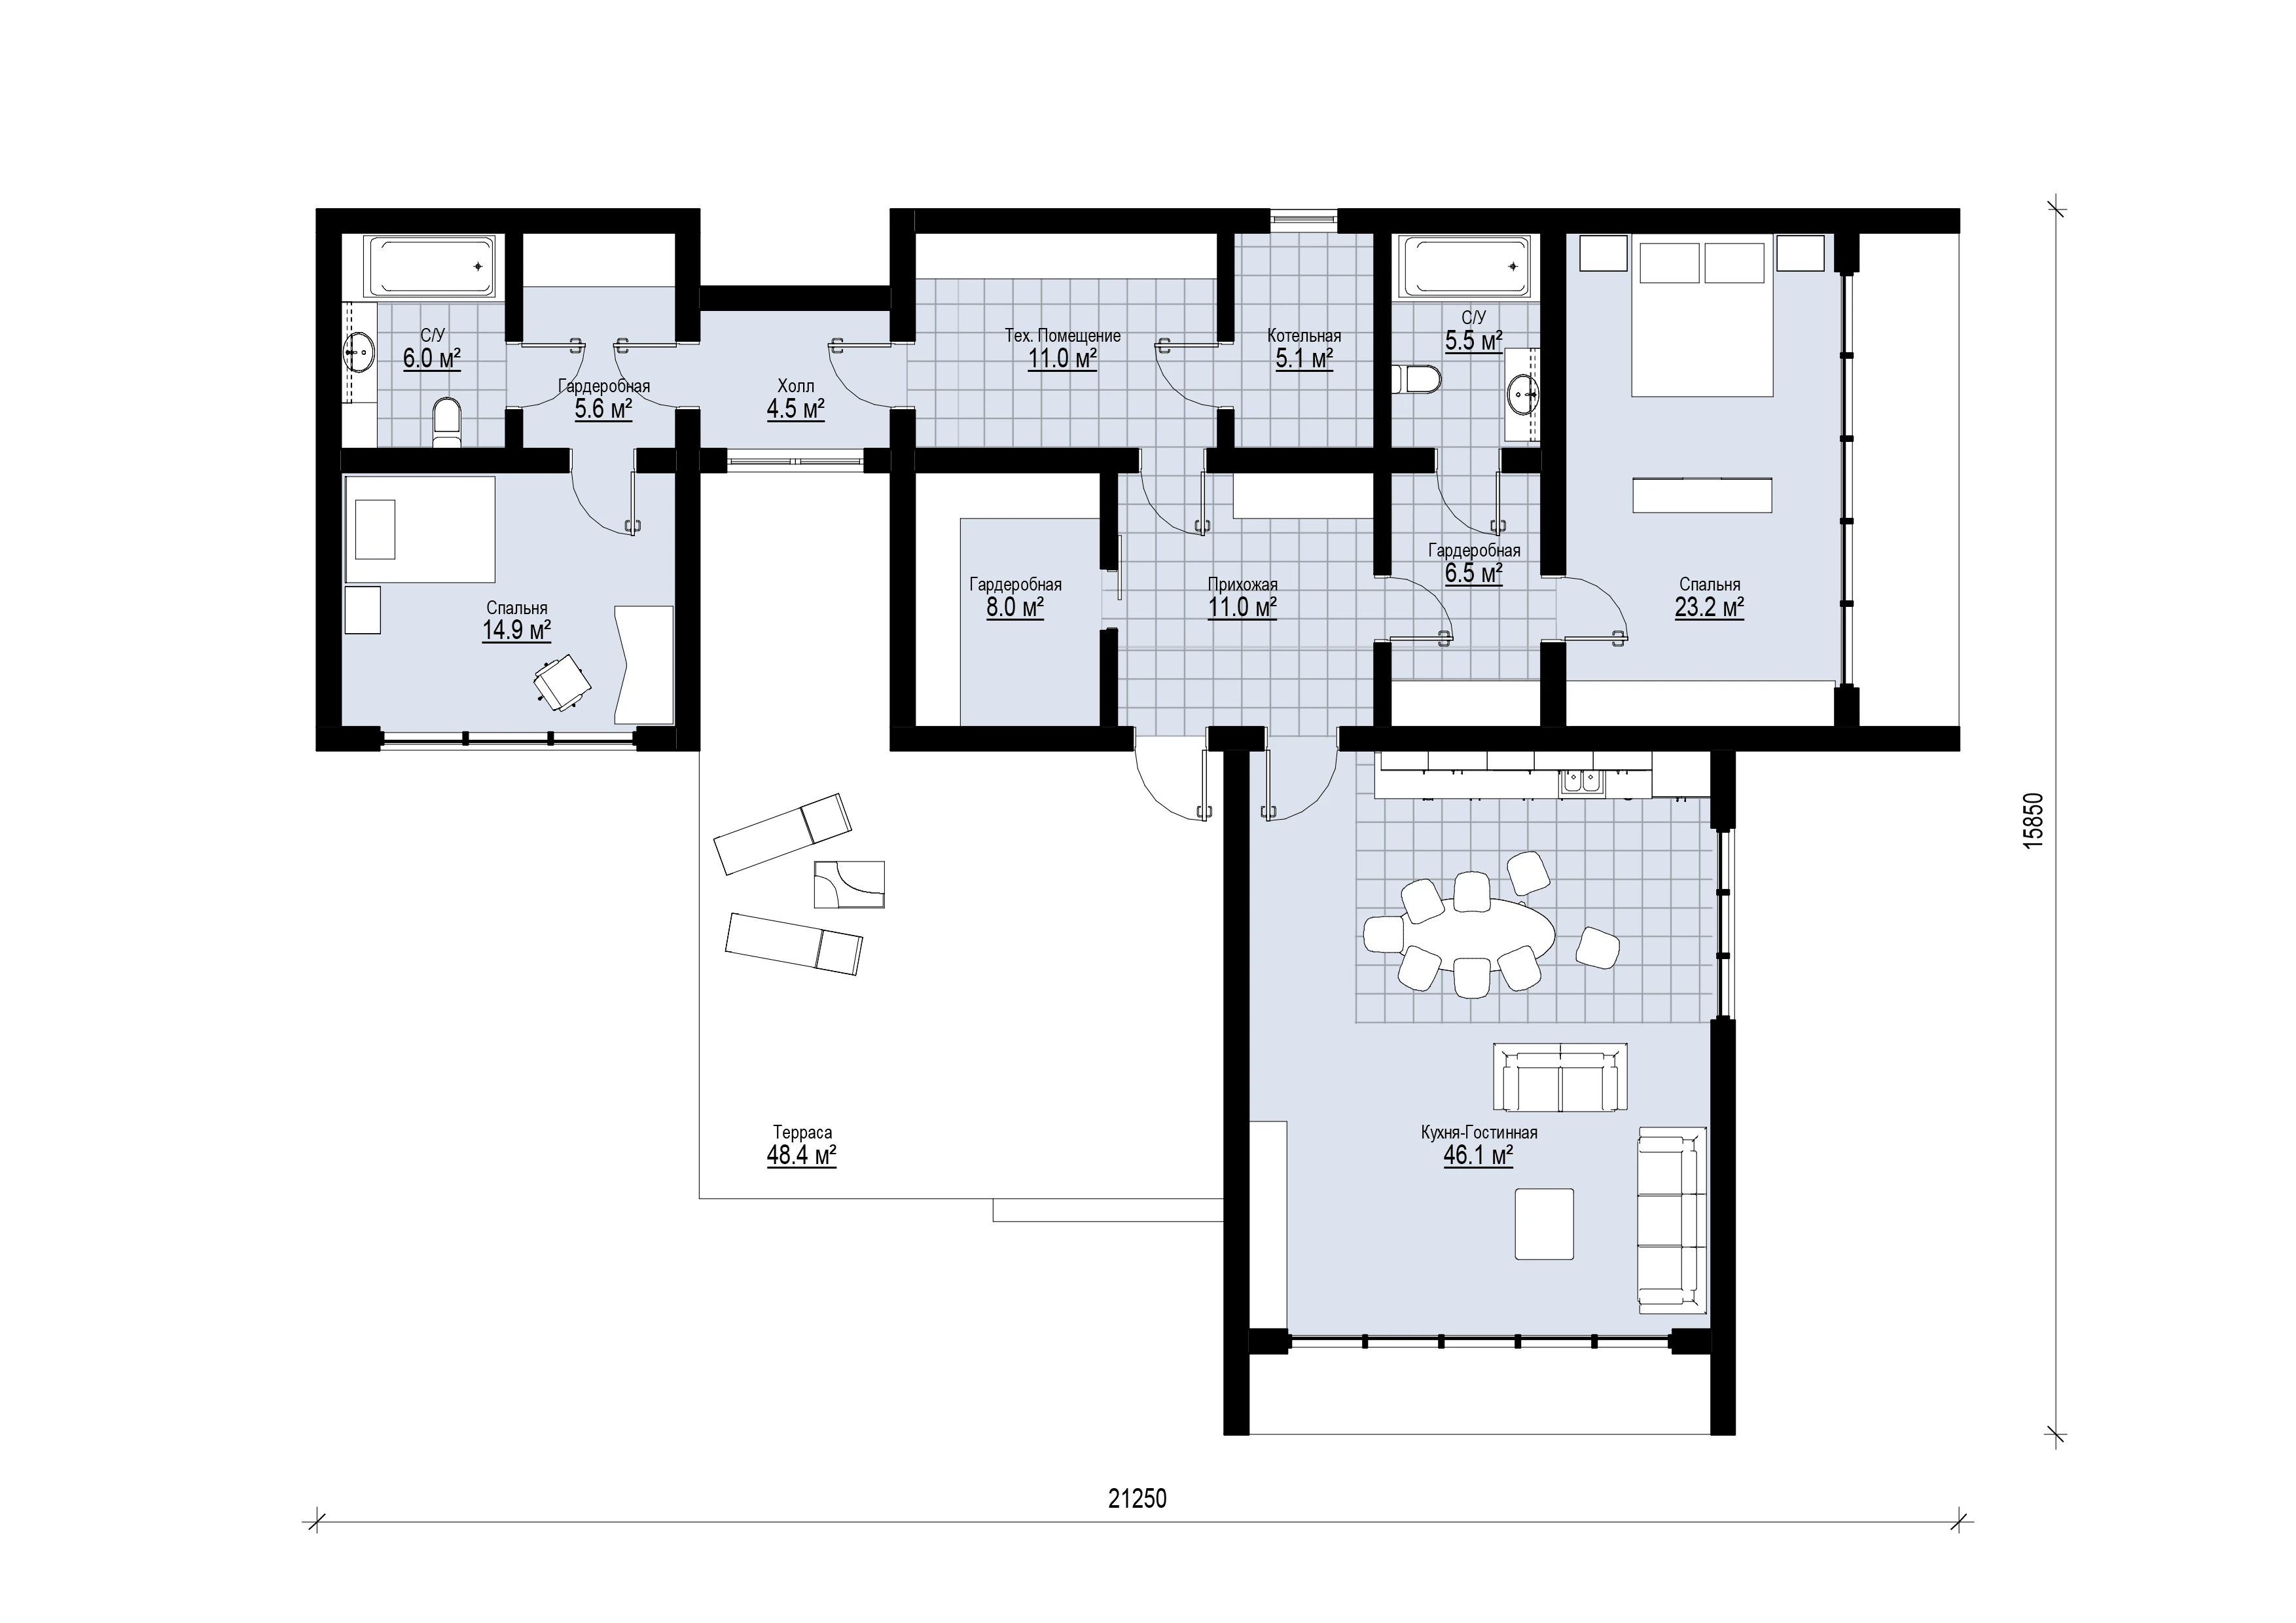 С/У
6.0 м²
Гардеробная
5.6 м²
Холл
4.5 м²
Тех. Помещение
11.0 м²
Котельная
5.1 м²
С/У
5.5 м²
Спальня
14.9 м²
Гардеробная
8.0 м²
Прихожая
11.0 м²
Гардеробная
6.5 м²
Спальня
23.2 м²
Терраса
48.4 м²
Кухня-Гостинная
46.1 м²
15850
21250